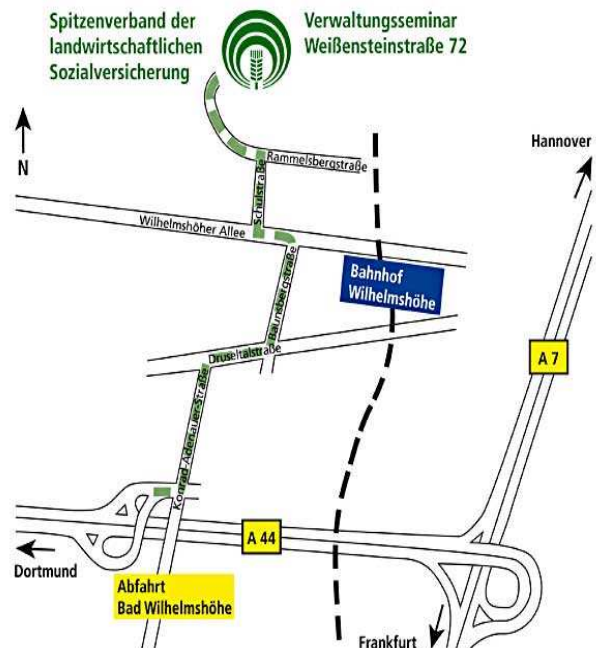 Spitzenverband der
landwirtschaftlichen
Sozialversicherung
Verwaltungsseminar
Weißensteinstraße 72
Hannover
N
Rammelsbergstraße
Schulstraße
Wilhelmshöher Allee
Baunsbergstraße
Bahnhof
Wilhelmshöhe
Druseltalstraße
A 7
Konrad-Adenauer-Straße
A 44
Dortmund
Abfahrt
Bad Wilhelmshöhe
Frankfurt